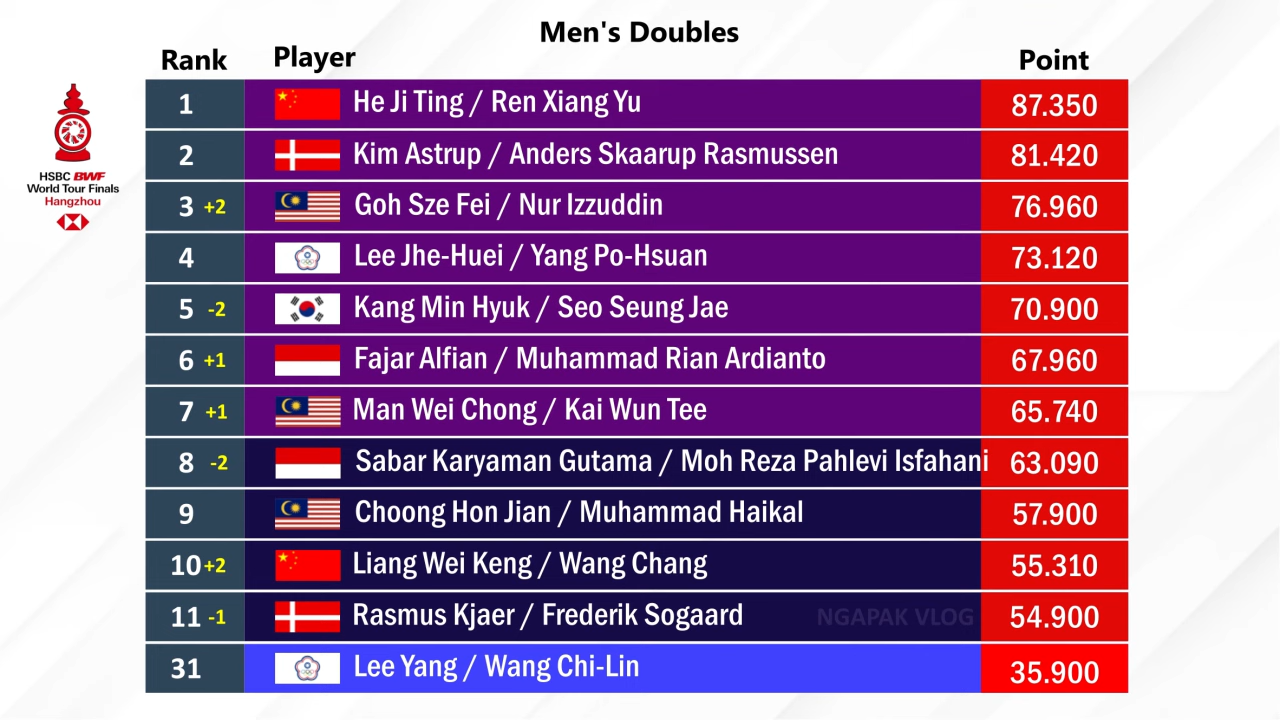 Men's Doubles
Rank Player Point
HSBC BWF
World Tour Finals
Hangzhou
1 He Ji Ting / Ren Xiang Yu 87.350
2 Kim Astrup / Anders Skaarup Rasmussen 81.420
3 +2 Goh Sze Fei / Nur Izzuddin 76.960
4 Lee Jhe-Huei / Yang Po-Hsuan 73.120
5 -2 Kang Min Hyuk / Seo Seung Jae 70.900
6 +1 Fajar Alfian / Muhammad Rian Ardianto 67.960
7 +1 Man Wei Chong / Kai Wun Tee 65.740
8 -2 Sabar Karyaman Gutama / Moh Reza Pahlevi Isfahani 63.090
9 Choong Hon Jian / Muhammad Haikal 57.900
10 +2 Liang Wei Keng / Wang Chang 55.310
11 -1 Rasmus Kjaer / Frederik Sogaard NGAPAK VLOG 54.900
31 Lee Yang / Wang Chi-Lin 35.900